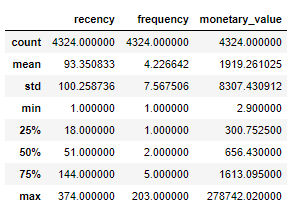 recency frequency monetary_value
count 4324.000000 4324.000000 4324.000000
mean 93.350833 4.226642 1919.261025
std 100.258736 7.567506 8307.430912
min 1.000000 1.000000 2.900000
25% 18.000000 1.000000 300.752500
50% 51.000000 2.000000 656.430000
75% 144.000000 5.000000 1613.095000
max 374.000000 203.000000 278742.020000